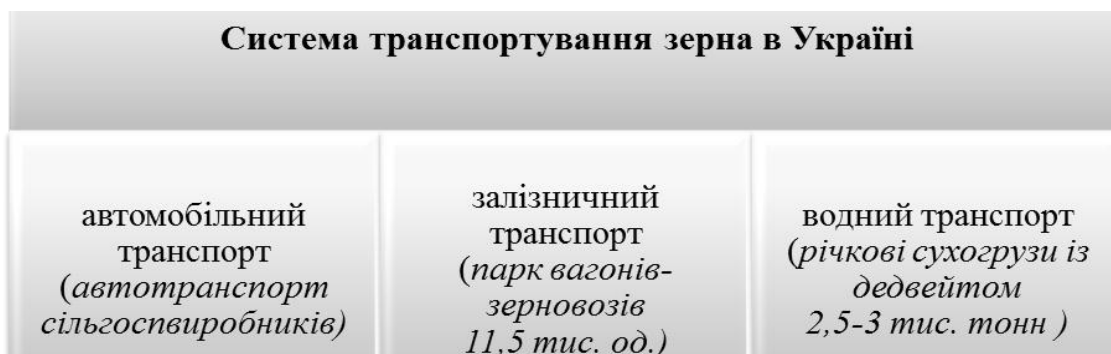 Система транспортування зерна в Україні
автомобільний
транспорт
(автотранспорт
сільгоспвиробників)
залізничний
транспорт
(парк вагонів-
зерновозів
11,5 тис. од.)
водний транспорт
(річкові сухогрузи із
дедвейтом
2,5-3 тис. тонн )